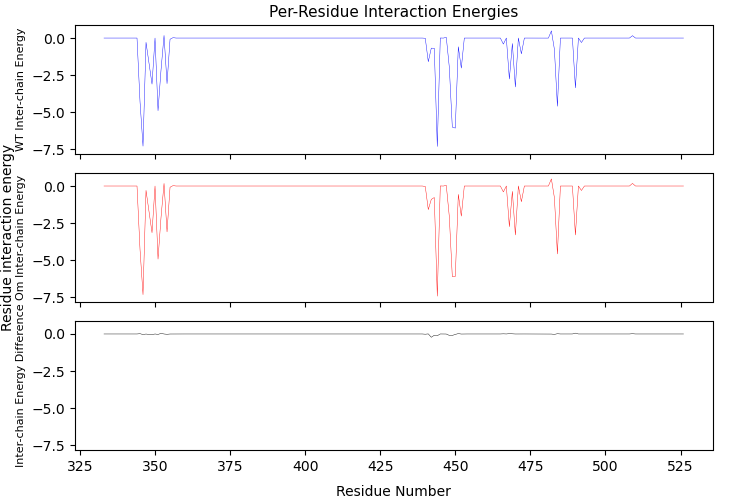 Per-Residue Interaction Energies
Residue interaction energy
WT Inter-chain Energy
0.0
−2.5
−5.0
−7.5
Om Inter-chain Energy
0.0
−2.5
−5.0
−7.5
Inter-chain Energy Difference
0.0
−2.5
−5.0
−7.5
325 350 375 400 425 450 475 500 525
Residue Number